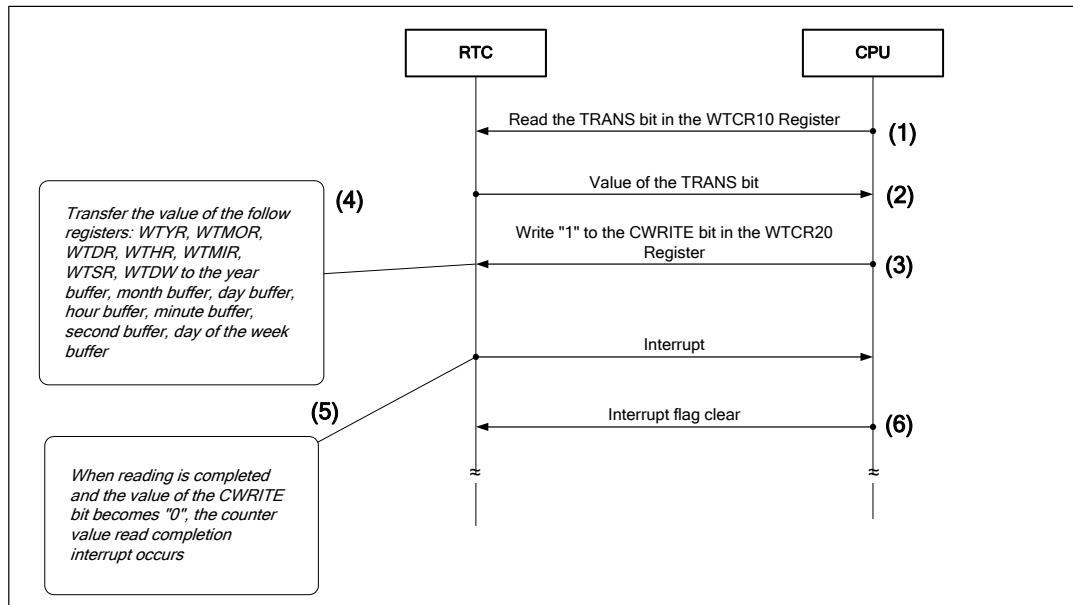 RTC
CPU
Read the TRANS bit in the WTCR10 Register
(1)
Value of the TRANS bit
(2)
(4)
Transfer the value of the follow
registers: WTYR, WTMOR,
WTDR, WTHR, WTMIR,
WTSR, WTDW to the year
buffer, month buffer, day buffer,
hour buffer, minute buffer,
second buffer, day of the week
buffer
Write "1" to the CWRITE bit in the WTCR20
Register
(3)
Interrupt
(5)
Interrupt flag clear
(6)
When reading is completed
and the value of the CWRITE
bit becomes "0", the counter
value read completion
interrupt occurs